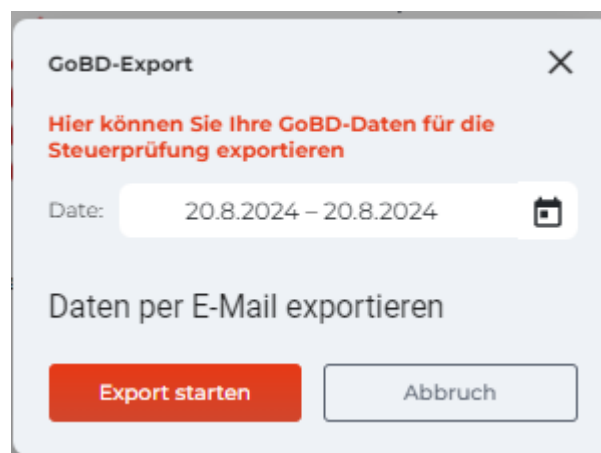 GoBD-Export
Hier können Sie Ihre GoBD-Daten für die
Steuerprüfung exportieren
Date: 20.8.2024 – 20.8.2024
Daten per E-Mail exportieren
Export starten Abbruch